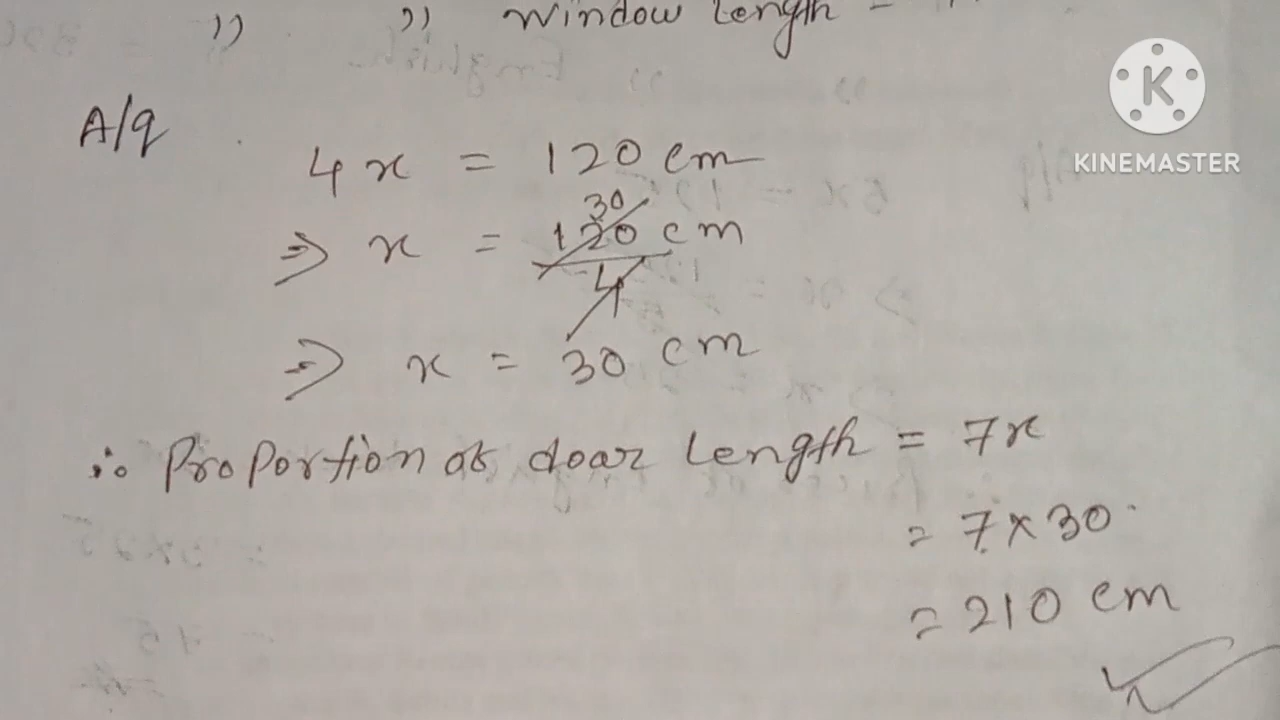 " " Window Length =
A/q
4x = 120 cm
30
⇒ x = 120 cm
4
⇒ x = 30 cm
∴ Proportion of doar Length = 7x
= 7 × 30
= 210 cm
K
KINEMASTER